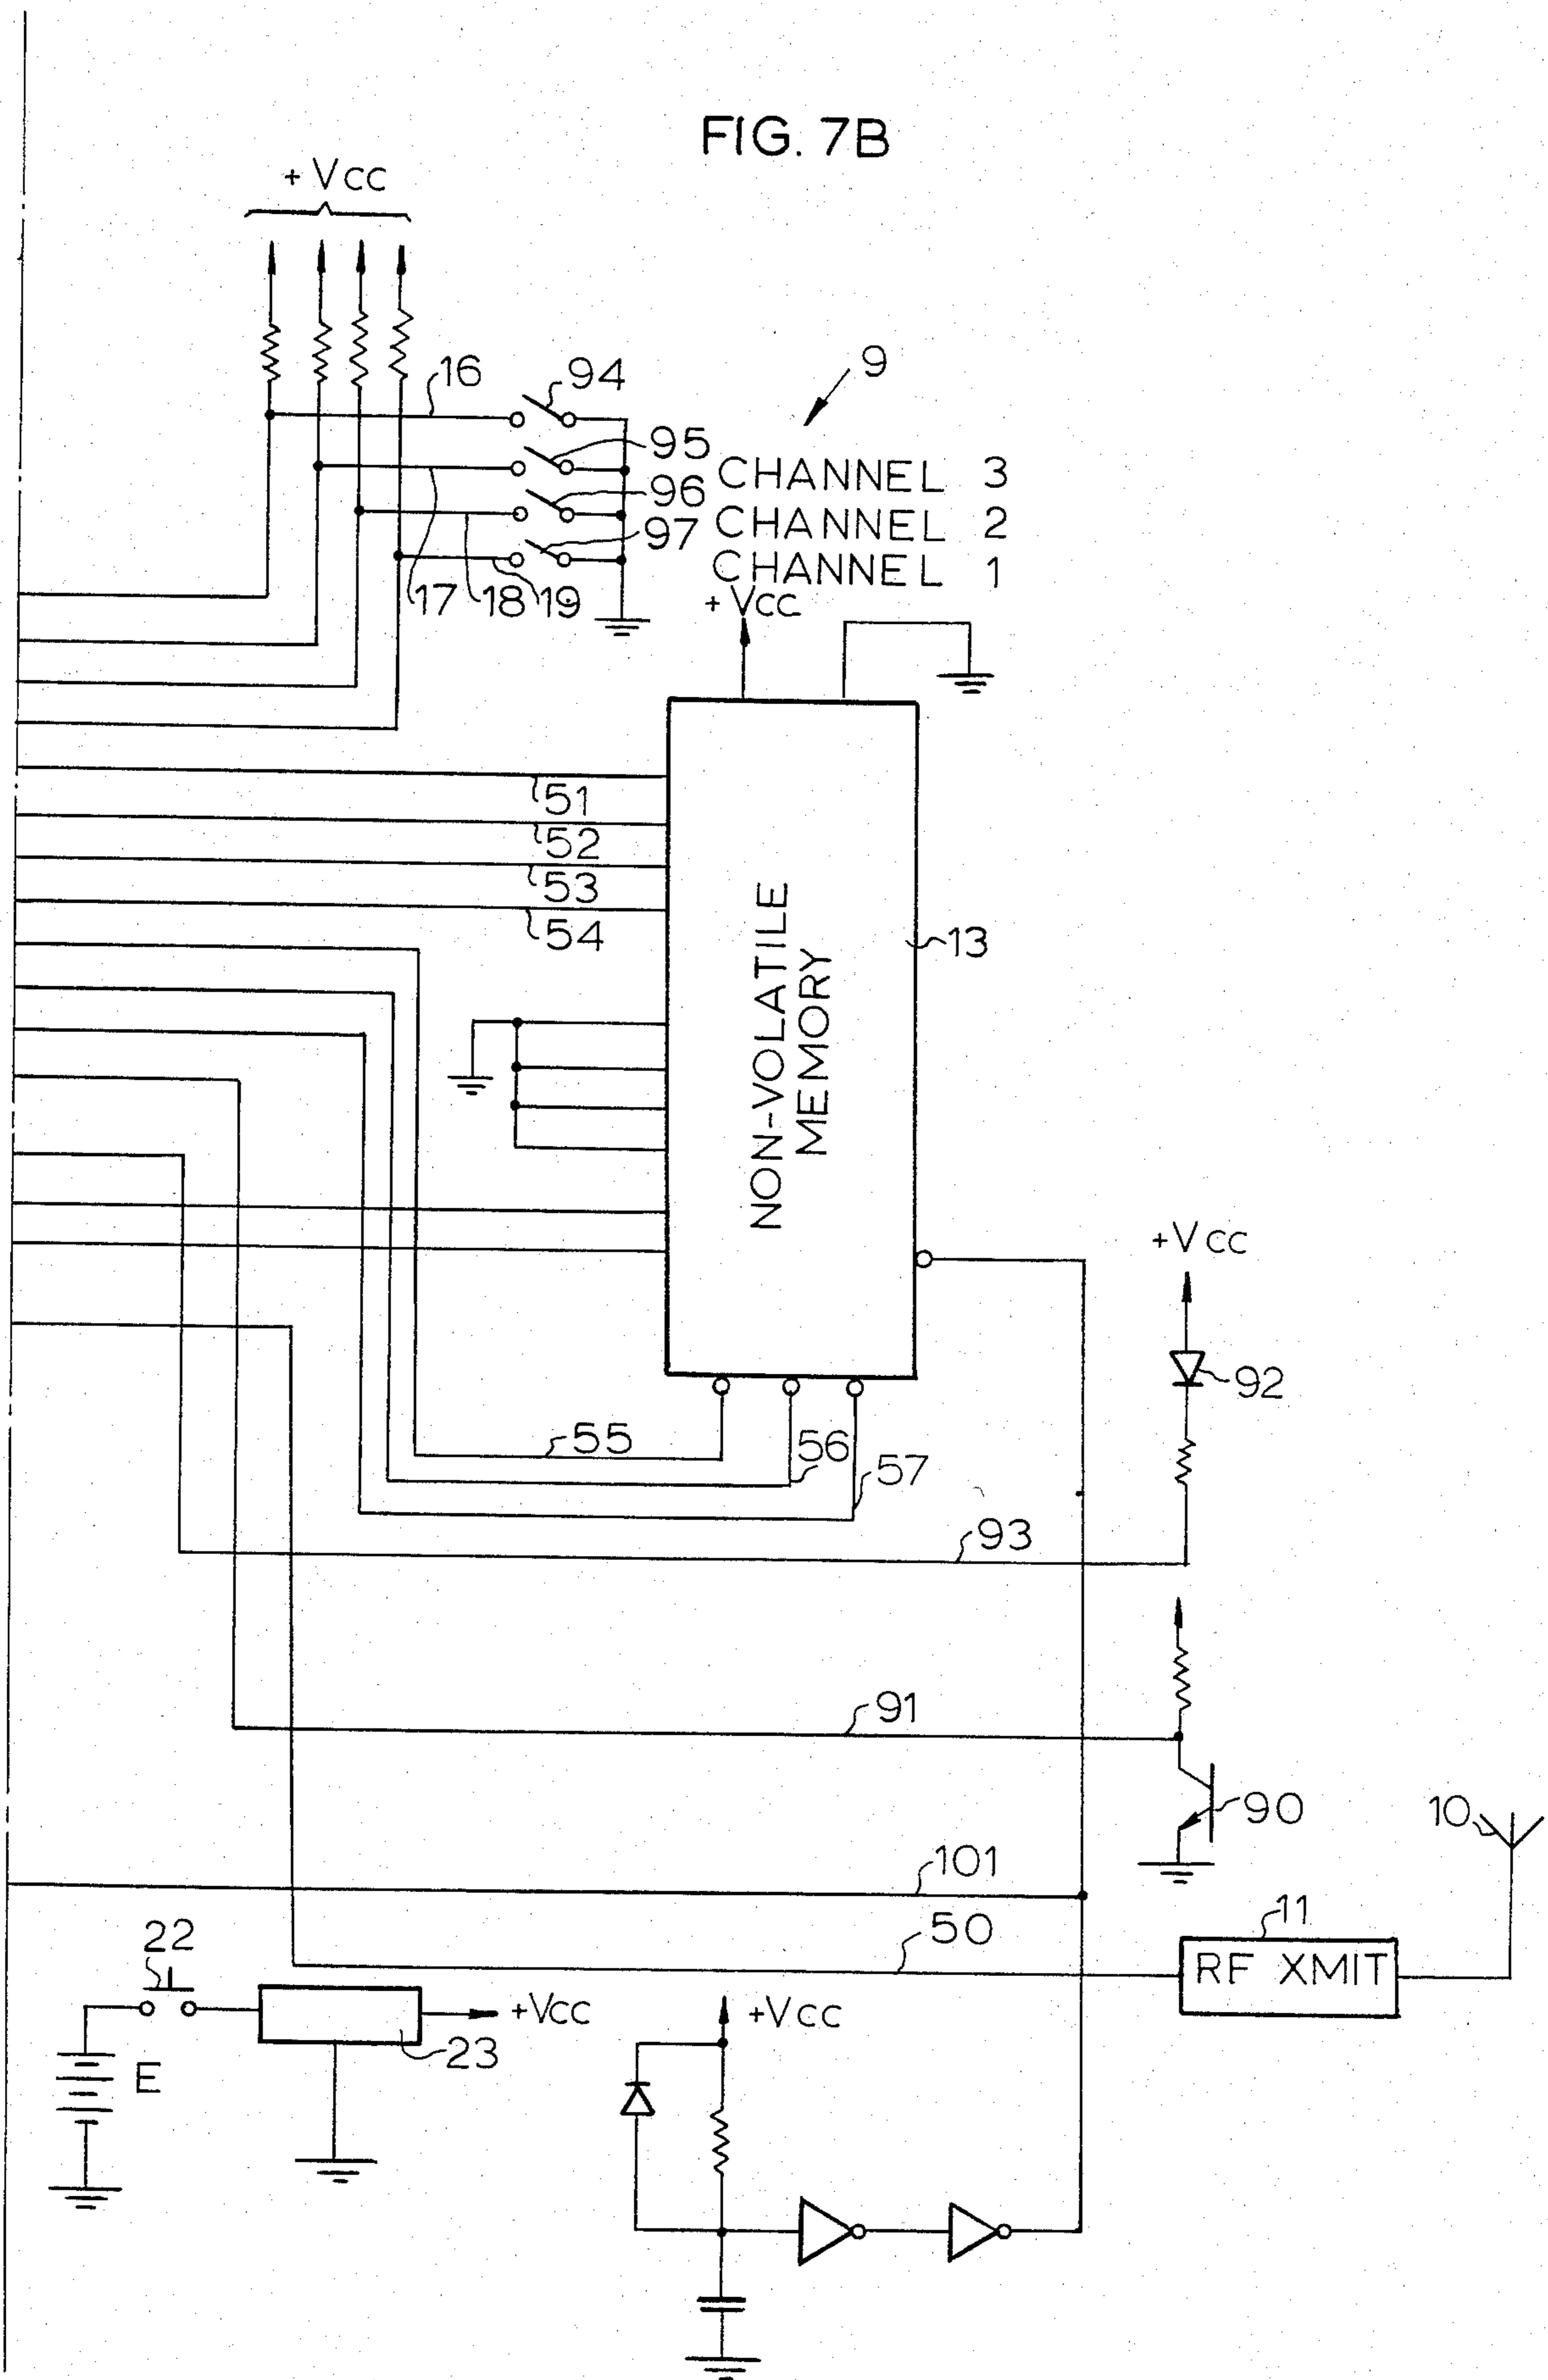 FIG. 7B
+ Vcc
16
94
9
95
CHANNEL 3
96
CHANNEL 2
97
CHANNEL 1
17
18
19
+ Vcc
51
52
53
54
13
NON-VOLATILE
MEMORY
+Vcc
92
55
56
57
93
91
90
10
101
50
11
RF XMIT
22
+Vcc
23
E
+Vcc